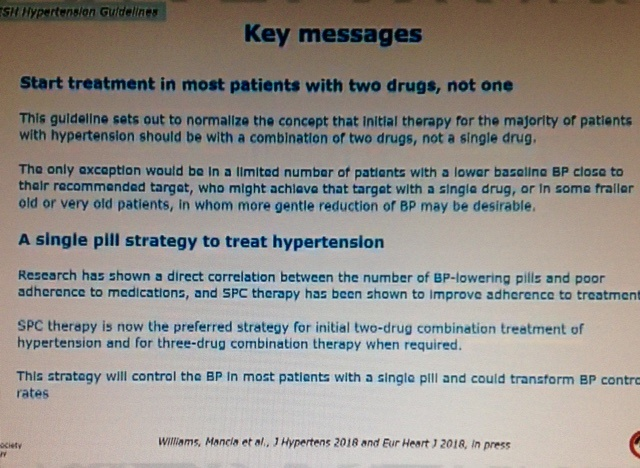 SH Hypertension Guidelines
Key messages
Start treatment in most patients with two drugs, not one
This guideline sets out to normalize the concept that initial therapy for the majority of patients
with hypertension should be with a combination of two drugs, not a single drug.
The only exception would be in a limited number of patients with a lower baseline BP close to
their recommended target, who might achieve that target with a single drug, or in some frailer
old or very old patients, in whom more gentle reduction of BP may be desirable.
A single pill strategy to treat hypertension
Research has shown a direct correlation between the number of BP-lowering pills and poor
adherence to medications, and SPC therapy has been shown to improve adherence to treatment
SPC therapy is now the preferred strategy for initial two-drug combination treatment of
hypertension and for three-drug combination therapy when required.
This strategy will control the BP in most patients with a single pill and could transform BP contro
rates
Williams, Mancia et al., J Hypertens 2018 and Eur Heart J 2018, in press
ociety